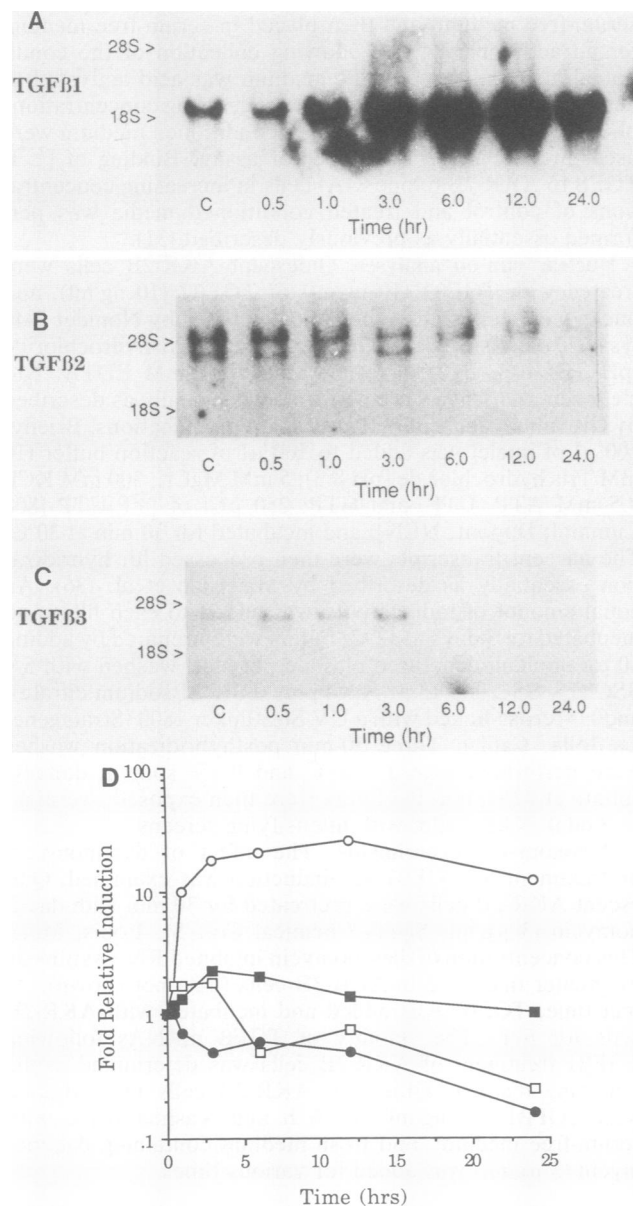 A
28S >
TGFß1
18S >
C 0.5 1.0 3.0 6.0 12.0 24.0
Time (hr)
B
28S >
TGFß2
18S >
C 0.5 1.0 3.0 6.0 12.0 24.0
Time (hr)
C
28S >
TGFß3
18S >
C 0.5 1.0 3.0 6.0 12.0 24.0
Time (hr)
D
100
10
1
.1
Fold Relative Induction
0 5 10 15 20 25
Time (hrs)